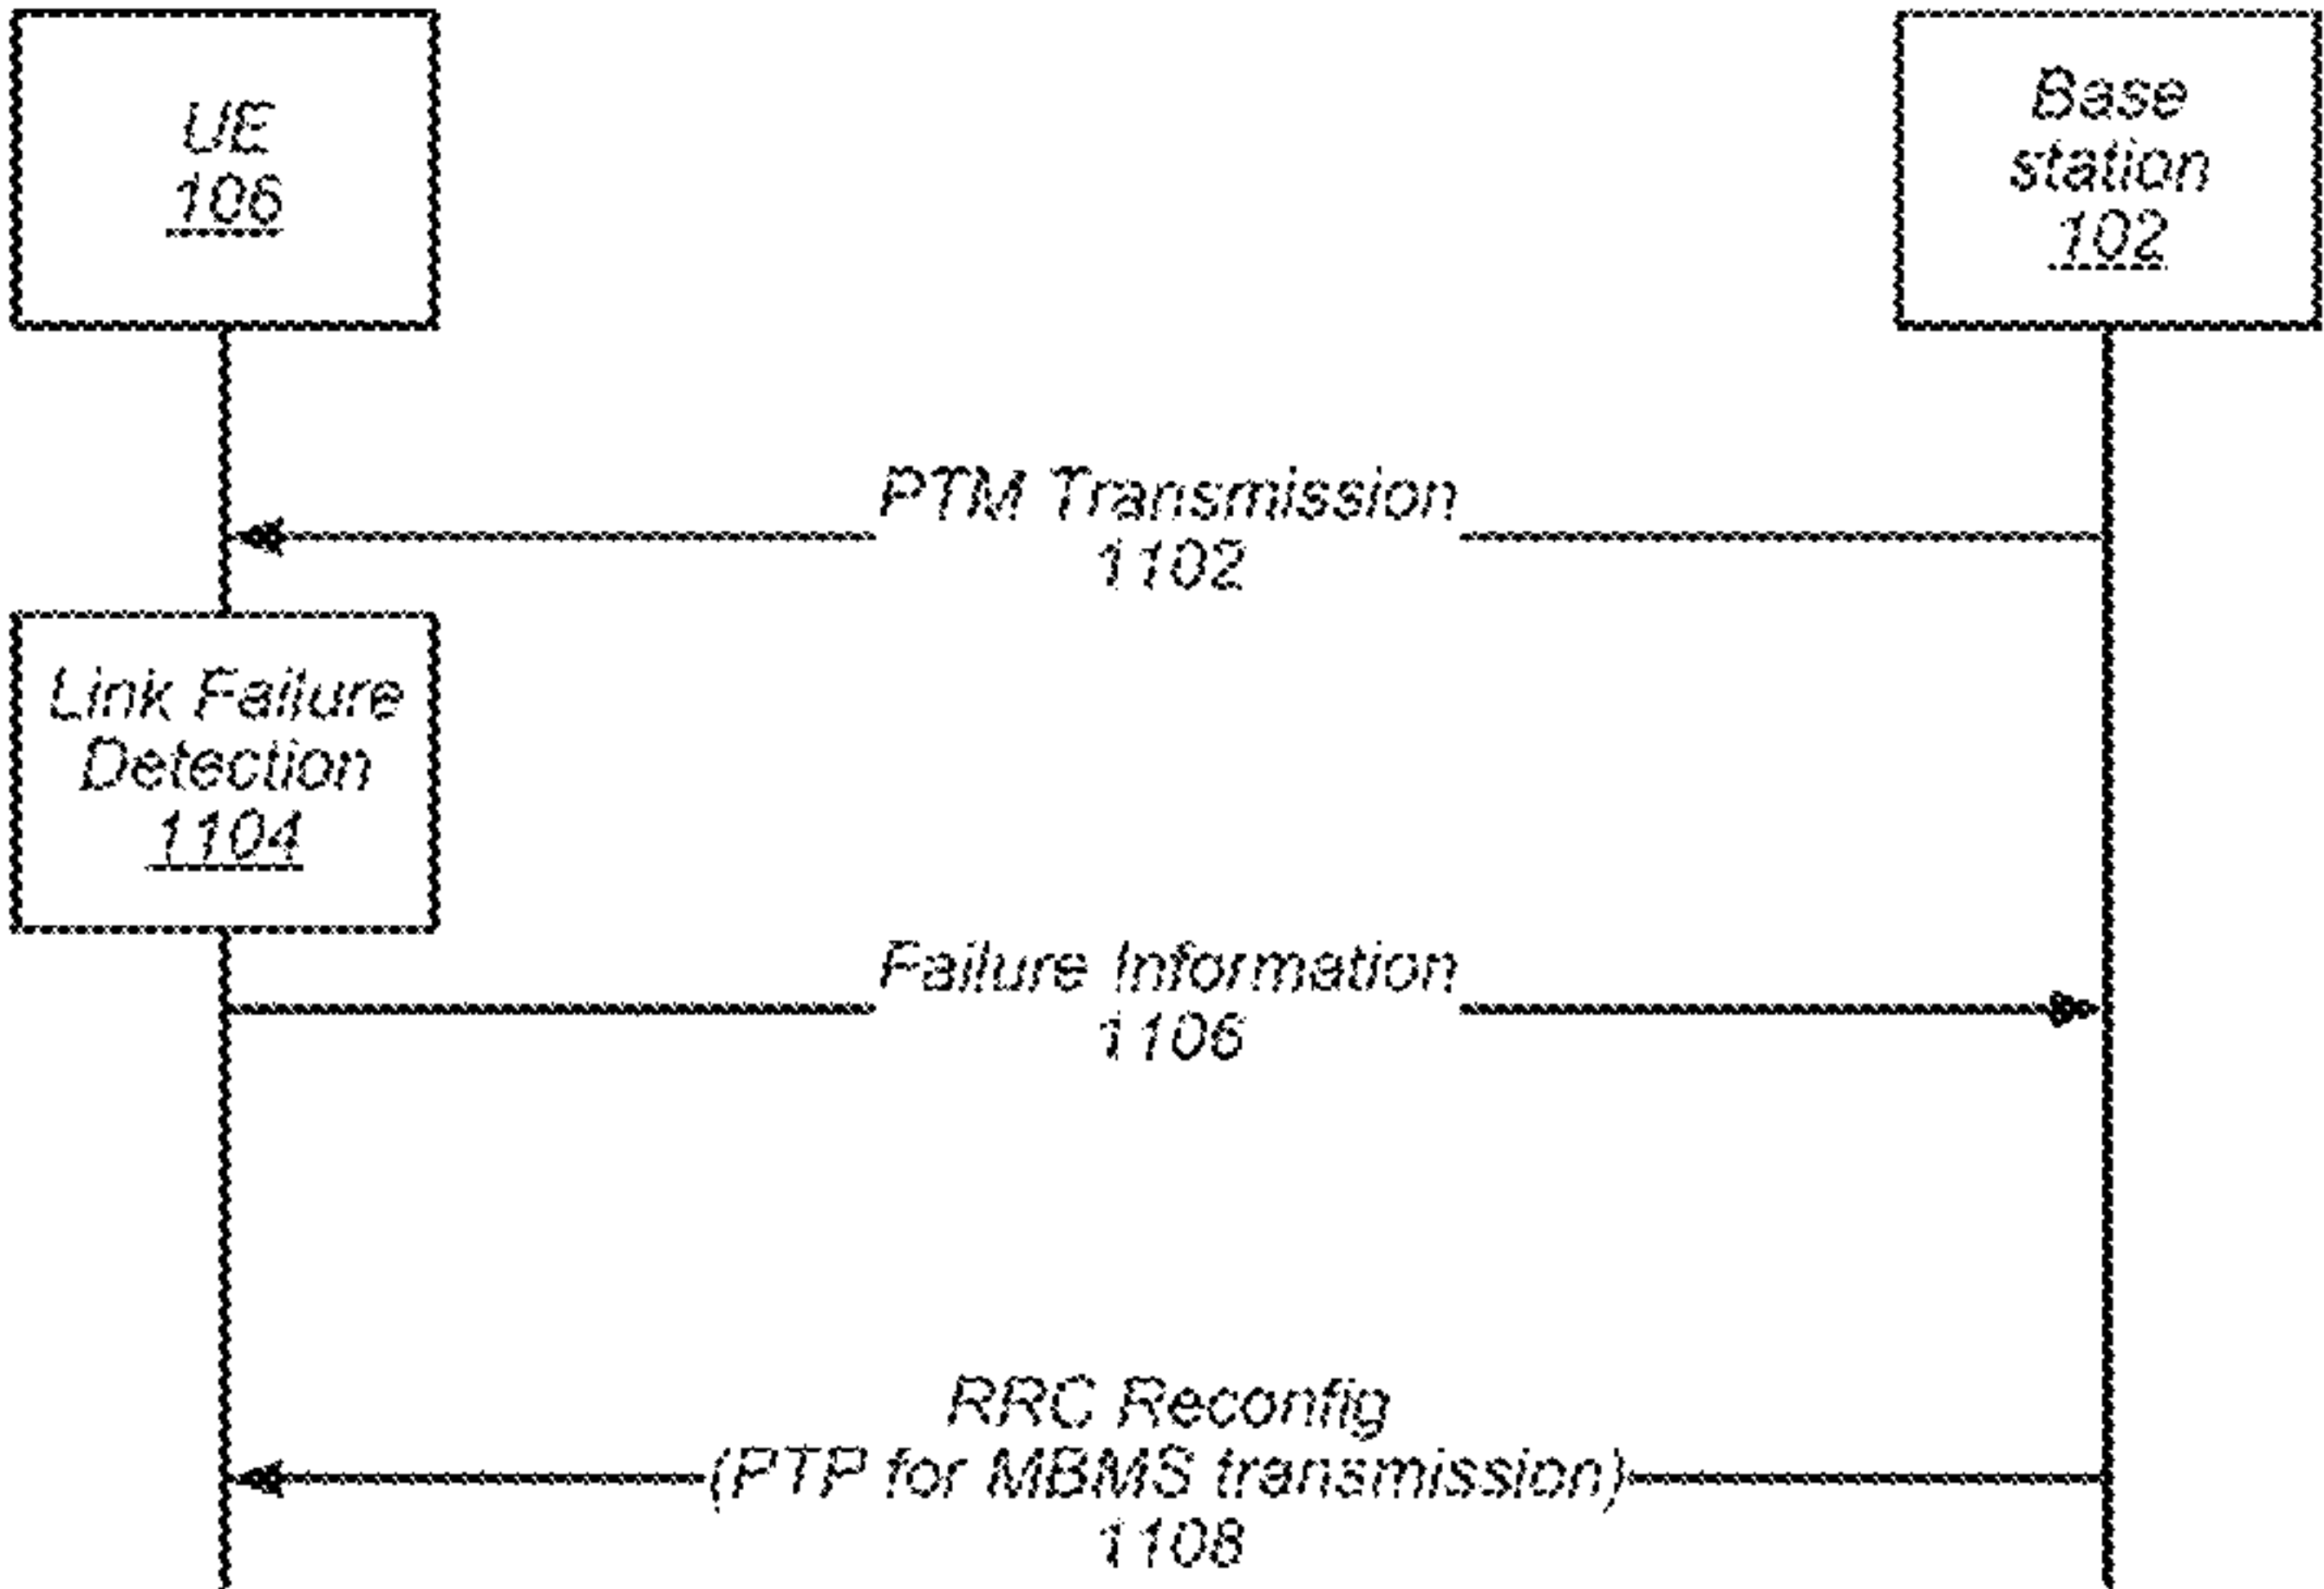 UE
106
Base
station
102
PTM Transmission
1102
Link Failure
Detection
1104
Failure Information
1106
RRC Reconfig
(PTP for MBMS transmission)
1108